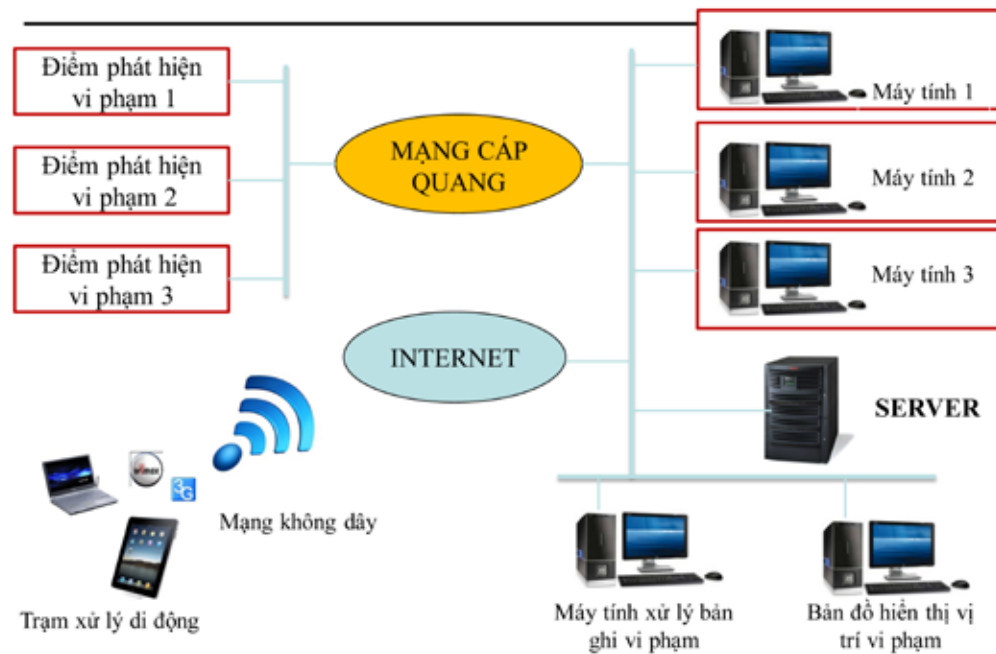 Điểm phát hiện
vi phạm 1
Điểm phát hiện
vi phạm 2
Điểm phát hiện
vi phạm 3
MẠNG CÁP
QUANG
INTERNET
Máy tính 1
Máy tính 2
Máy tính 3
SERVER
3G
Mạng không dây
Trạm xử lý di động
Máy tính xử lý bản
ghi vi phạm
Bản đồ hiển thị vị
trí vi phạm